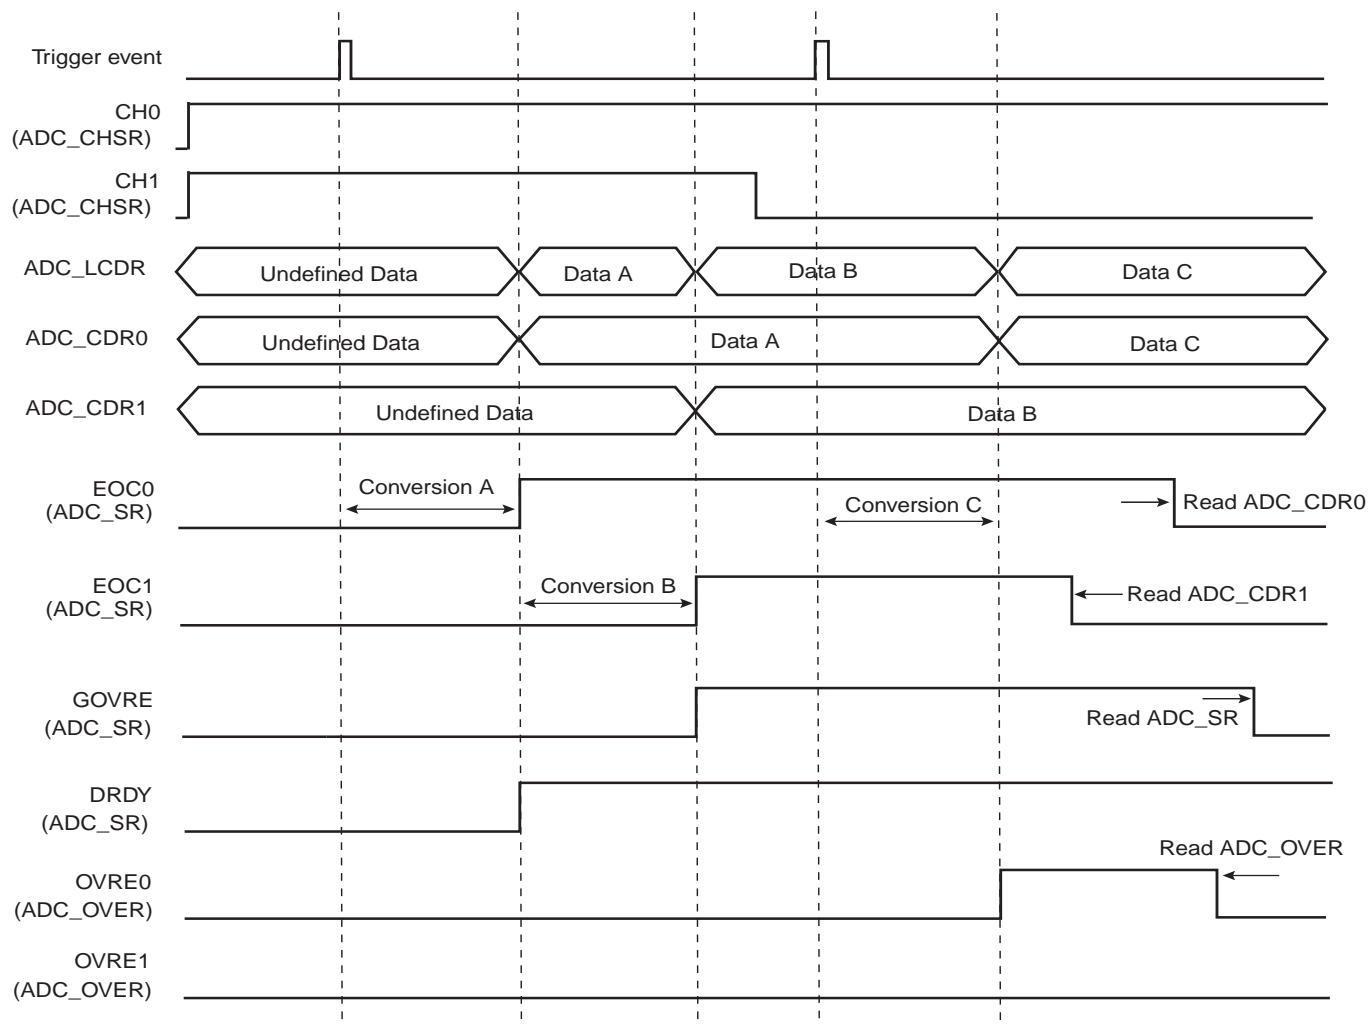 Trigger event
CH0
(ADC_CHSR)
CH1
(ADC_CHSR)
ADC_LCDR
Undefined Data
Data A
Data B
Data C
ADC_CDR0
Undefined Data
Data A
Data C
ADC_CDR1
Undefined Data
Data B
EOC0
(ADC_SR)
Conversion A
Conversion C
Read ADC_CDR0
EOC1
(ADC_SR)
Conversion B
Read ADC_CDR1
GOVRE
(ADC_SR)
Read ADC_SR
DRDY
(ADC_SR)
Read ADC_OVER
OVRE0
(ADC_OVER)
OVRE1
(ADC_OVER)